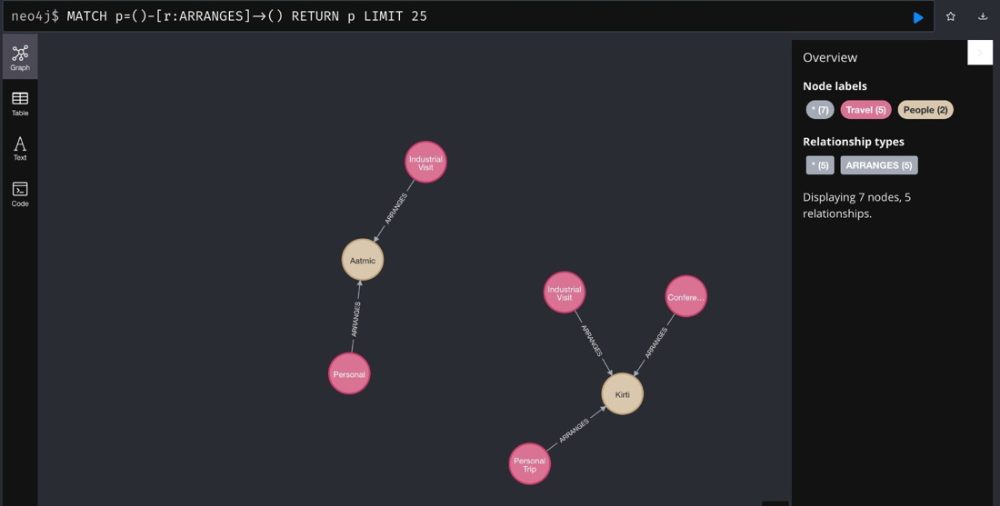 neo4j$ MATCH p=()-[r:ARRANGES]->() RETURN p LIMIT 25
Graph
Table
Text
Code
Industrial
Visit
ARRANGES
Aatmic
ARRANGES
Personal
Industrial
Visit
Confere...
ARRANGES
ARRANGES
Kirti
ARRANGES
Personal
Trip
Overview
Node labels
* (7) Travel (5) People (2)
Relationship types
* (5) ARRANGES (5)
Displaying 7 nodes, 5
relationships.